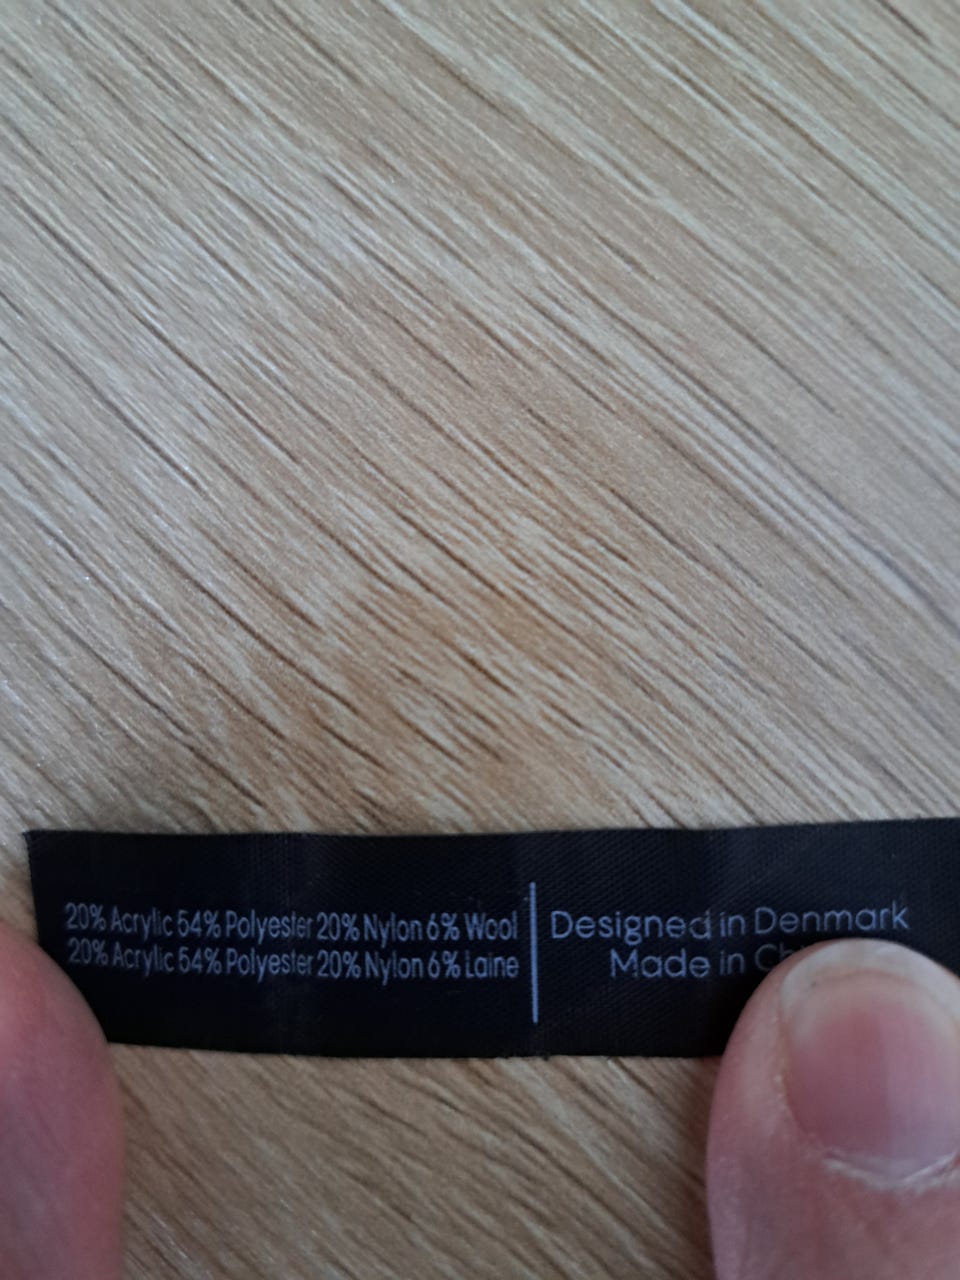 20% Acrylic 54% Polyester 20% Nylon 6% Wool
20% Acrylic 54% Polyester 20% Nylon 6% Laine
Designed in Denmark
Made in